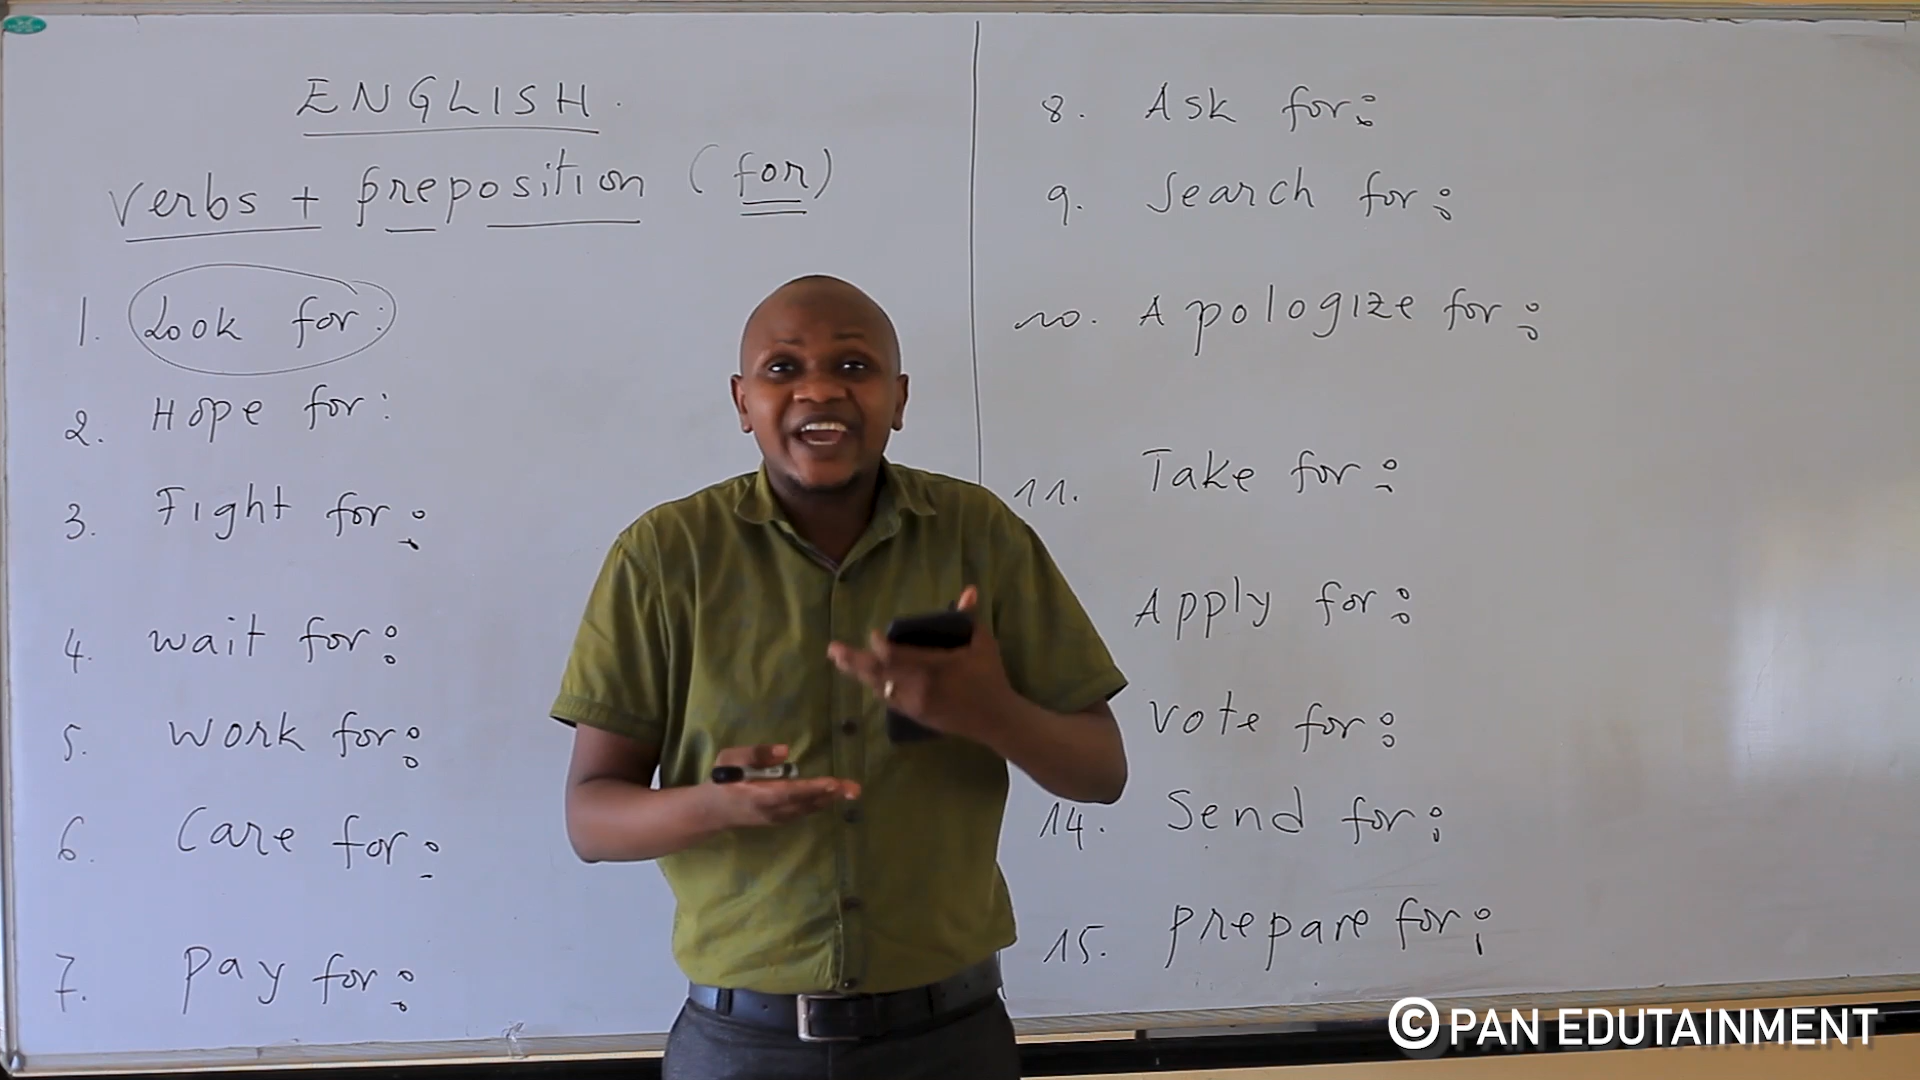 ENGLISH.
Verbs + preposition (for)
1. Look for:
2. Hope for:
3. Fight for:
4. wait for:
5. work for:
6. Care for:
7. Pay for:
8. Ask for:
9. Search for:
10. Apologize for:
11. Take for:
Apply for:
Vote for:
14. Send for:
15. Prepare for:
© PAN EDUTAINMENT